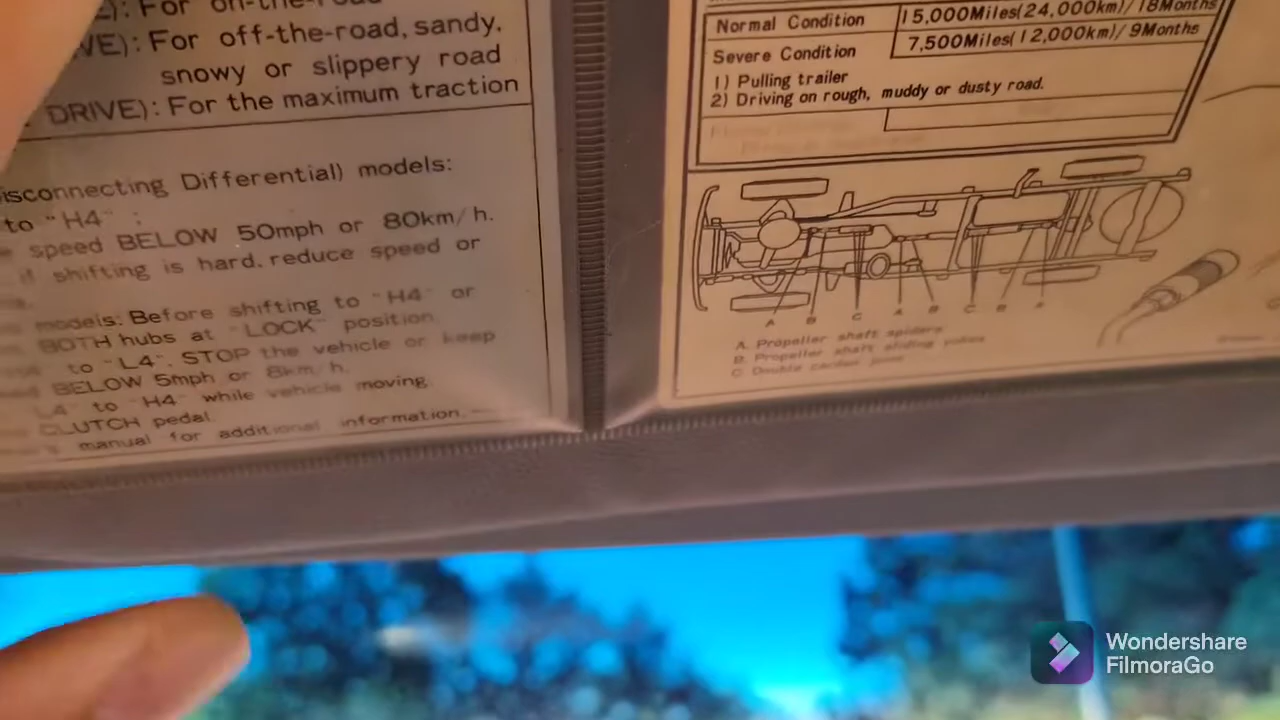 ): For on-the-road
VE): For off-the-road, sandy,
snowy or slippery road
DRIVE): For the maximum traction
isconnecting Differential) models:
to "H4" :
speed BELOW 50mph or 80km/h.
if shifting is hard, reduce speed or
models: Before shifting to "H4" or
BOTH hubs at "LOCK" position
to "L4", STOP the vehicle or keep
BELOW 5mph or 8km/h.
"L4" to "H4" while vehicle moving
CLUTCH pedal
manual for additional information.
Normal Condition 15,000Miles(24,000km)/18Months
Severe Condition 7,500Miles(12,000km)/9Months
1) Pulling trailer
2) Driving on rough, muddy or dusty road.
A B C A B C B A
A. Propeller shaft spiders
B. Propeller shaft sliding yokes
C. Double cardan joint
Wondershare
FilmoraGo